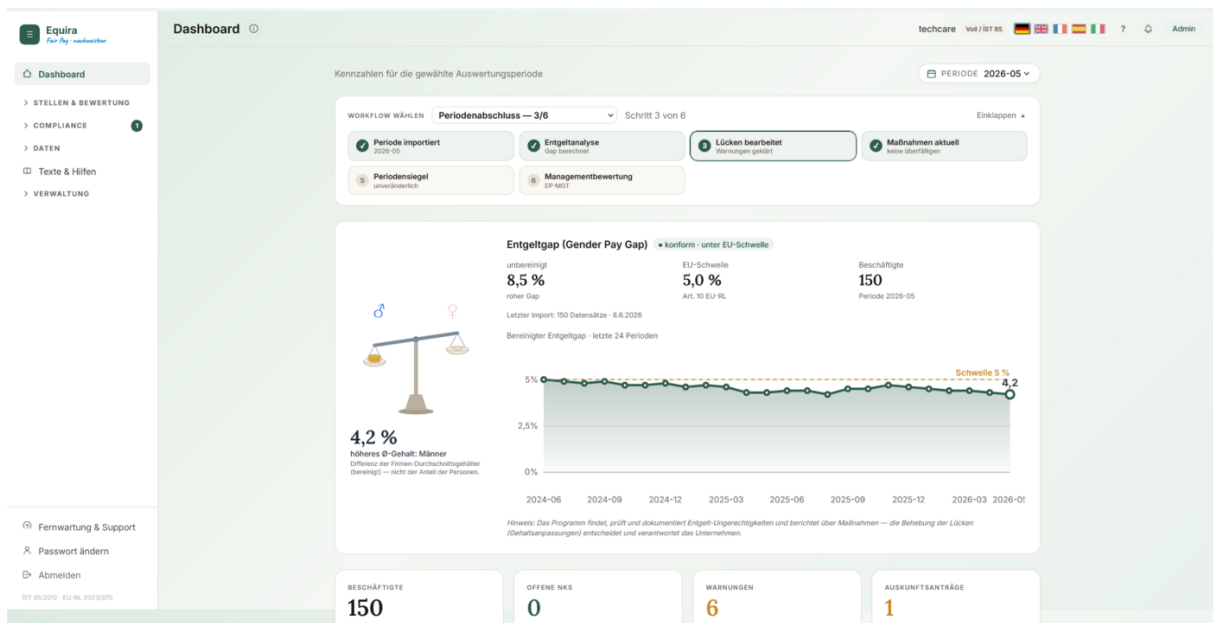 Equira
Fair Pay · nachweisbar
Dashboard
STELLEN & BEWERTUNG
COMPLIANCE 1
DATEN
Texte & Hilfen
VERWALTUNG
Fernwartung & Support
Passwort ändern
Abmelden
İST 85:2012 · EU-RL 2023/970
Dashboard
techcare Voll / İST 85 ? Admin
Kennzahlen für die gewählte Auswertungsperiode
PERIODE 2026-05
WORKFLOW WÄHLEN Periodenabschluss — 3/6 Schritt 3 von 6 Einklappen
Periode importiert
2026-05
Entgeltanalyse
Gap berechnet
3 Lücken bearbeitet
Warnungen geklärt
Maßnahmen aktuell
keine überfälligen
5 Periodensiegel
unveränderlich
6 Managementbewertung
EP-MGT
Entgeltgap (Gender Pay Gap) • konform · unter EU-Schwelle
unbereinigt
8,5 %
roher Gap
EU-Schwelle
5,0 %
Art. 10 EU-RL
Beschäftigte
150
Periode 2026-05
Letzter Import: 150 Datensätze · 8.6.2026
Bereinigter Entgeltgap · letzte 24 Perioden
♂ ♀
4,2 %
höheres Ø-Gehalt: Männer
Differenz der Firmen-Durchschnittsgehälter
(bereinigt) — nicht der Anteil der Personen.
Schwelle 5 %
4,2
5%
2,5%
0%
2024-06 2024-09 2024-12 2025-03 2025-06 2025-09 2025-12 2026-03 2026-05
Hinweis: Das Programm findet, prüft und dokumentiert Entgelt-Ungerechtigkeiten und berichtet über Maßnahmen — die Behebung der Lücken
(Gehaltsanpassungen) entscheidet und verantwortet das Unternehmen.
BESCHÄFTIGTE
150
OFFENE NKS
0
WARNUNGEN
6
AUSKUNFTSANTRÄGE
1